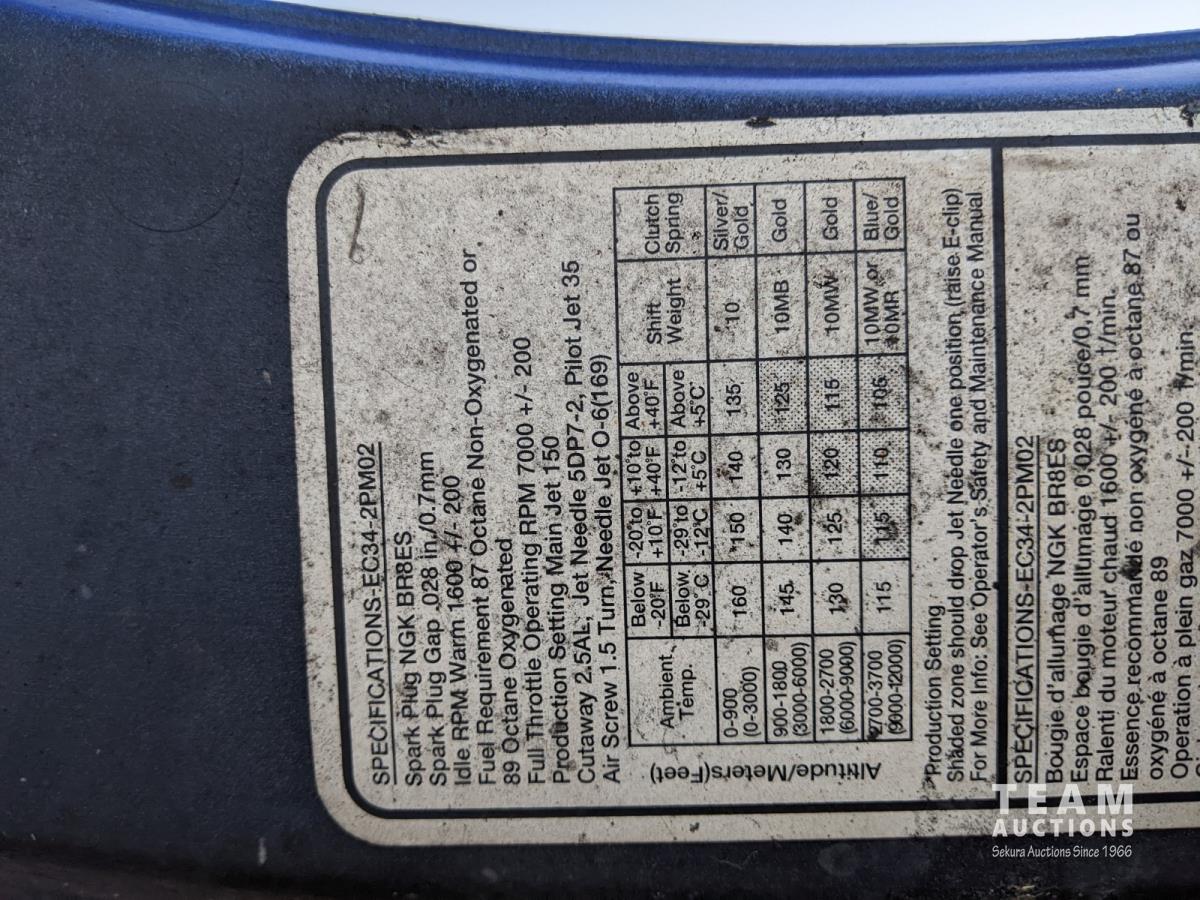 SPECIFICATIONS-EC34-2PM02
Spark Plug NGK BR8ES
Spark Plug Gap .028 in./0.7mm
Idle RPM Warm 1600 +/- 200
Fuel Requirement 87 Octane Non-Oxygenated or
89 Octane Oxygenated
Full Throttle Operating RPM 7000 +/- 200
Production Setting Main Jet 150
Cutaway 2.5AL, Jet Needle 5DP7-2, Pilot Jet 35
Air Screw 1.5 Turn, Needle Jet O-6(169)
Altitude/Meters(Feet)
Ambient Temp. Below -20°F -20°to +10°F +10°to +40°F Above +40°F Shift Weight Clutch Spring
Below -29°C -29°to -12°C -12°to +5°C Above +5°C
0-900 (0-3000) 160 *150 140 135 10 Silver/ Gold
900-1800 (3000-6000) 145 140 130 125 10MB Gold
1800-2700 (6000-9000) 130 125 120 115 10MW Gold
2700-3700 (9000-12000) 115 115 110 105 10MW or 10MR Blue/ Gold
*Production Setting
Shaded zone should drop Jet Needle one position (raise E-clip)
For More Info: See Operator's Safety and Maintenance Manual
SPÉCIFICATIONS-EC34-2PM02
Bougie d'allumage NGK BR8ES
Espace bougie d'allumage 0.028 pouce/0,7 mm
Ralenti du moteur chaud 1600 +/- 200 t/min.
Essence recommandé non oxygéné a octane 87 ou
oxygéné à octane 89
Operation à plein gaz 7000 +/-200 t/min
TEAM
AUCTIONS
Sekura Auctions Since 1966